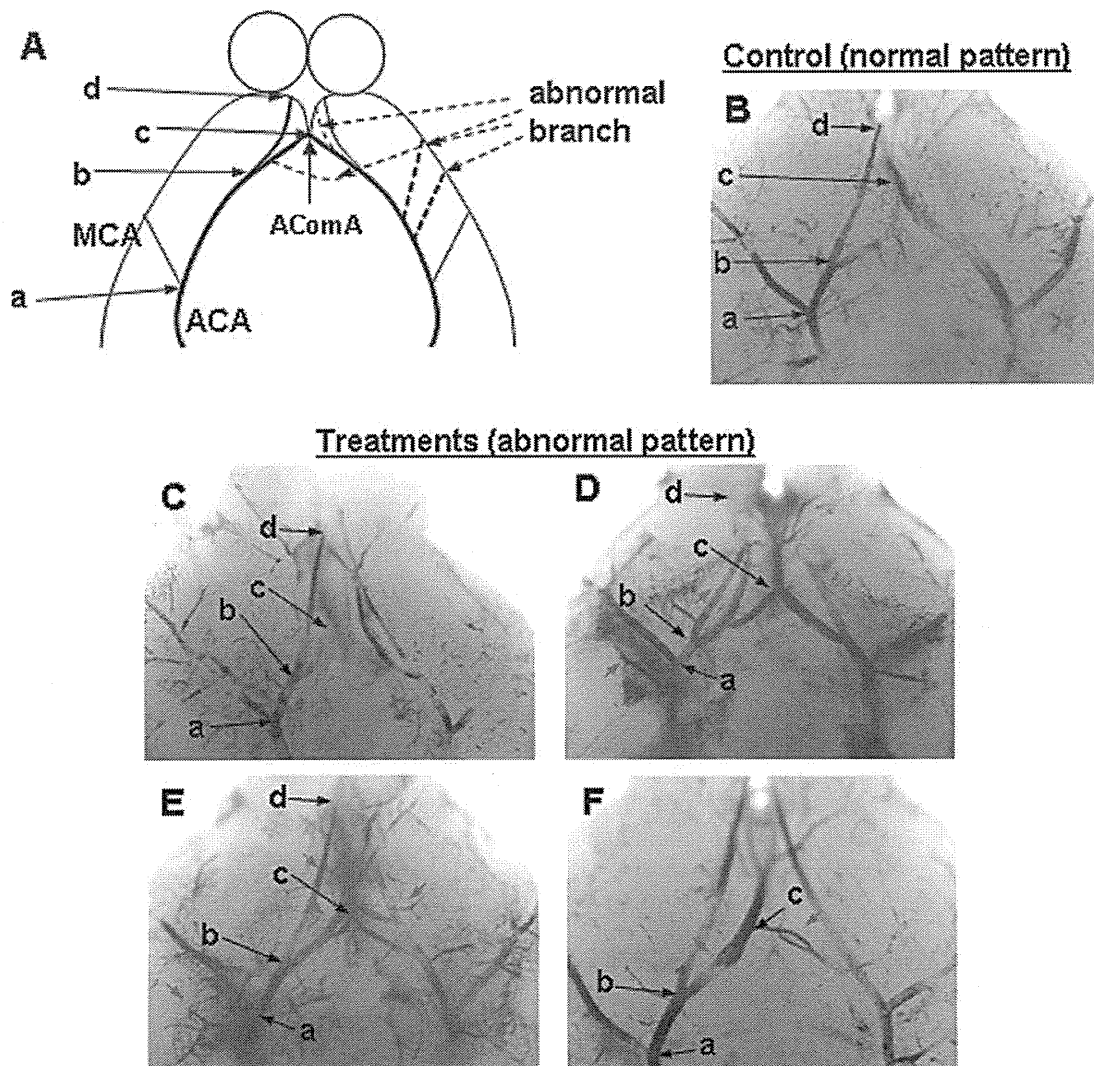 A
d
c
b
MCA
a
ACA
AComA
abnormal
branch
Control (normal pattern)
B
d
c
b
a
Treatments (abnormal pattern)
C
d
c
b
a
D
d
c
b
a
E
d
c
b
a
F
c
b
a